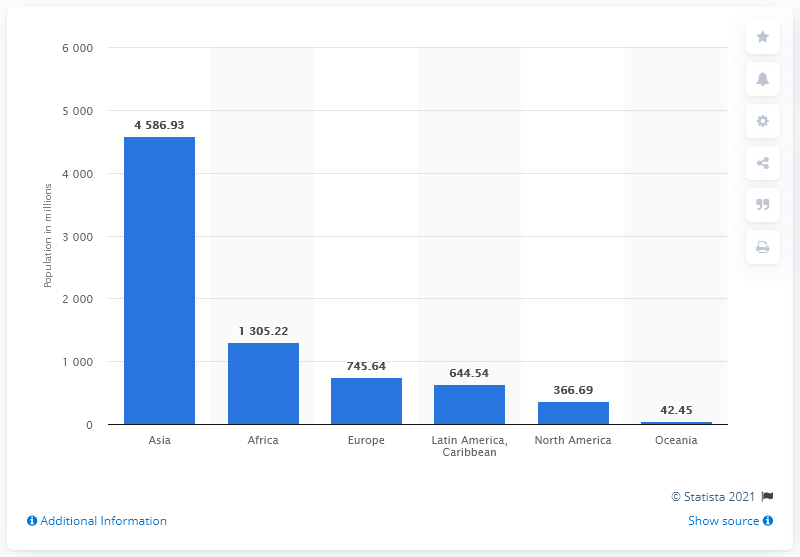 6 000
5 000
4 000
3 000
2 000
1 000
0
Population in millions
4 586.93
1 305.22
745.64
644.54
366.69
42.45
Asia
Africa
Europe
Latin America,
Caribbean
North America
Oceania
© Statista 2021
Additional Information
Show source